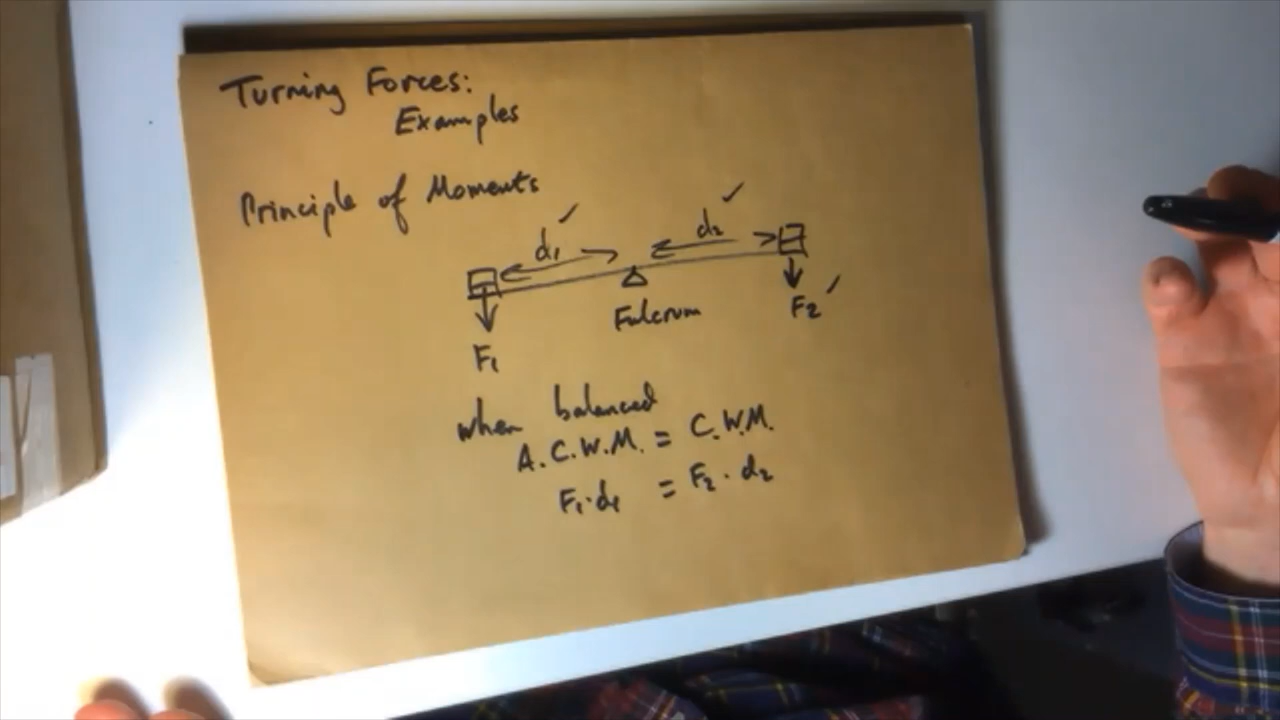 Turning Forces:
Examples
Principle of Moments
d₁ ✓
d₂ ✓
Fulcrum
F₂ ✓
F₁
when balanced
A.C.W.M. = C.W.M.
F₁·d₁ = F₂·d₂